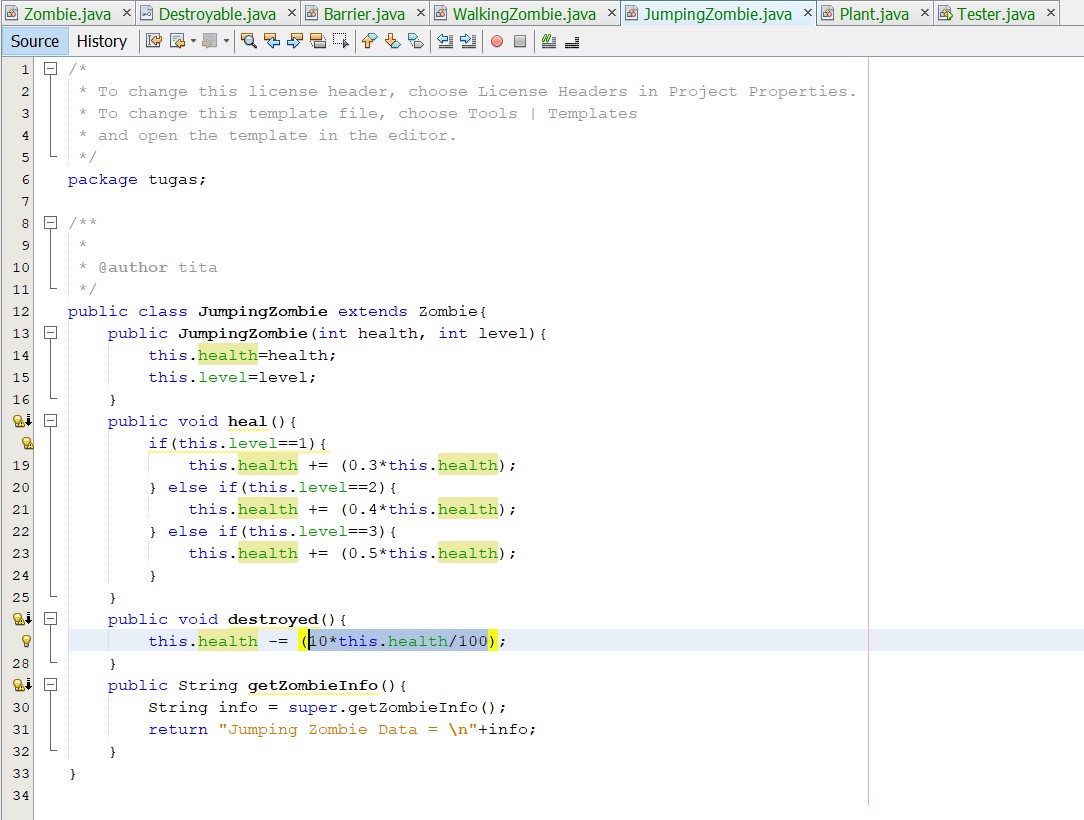 Zombie.java × Destroyable.java × Barrier.java × WalkingZombie.java × JumpingZombie.java × Plant.java × Tester.java ×
Source History
1 /*
2 * To change this license header, choose License Headers in Project Properties.
3 * To change this template file, choose Tools | Templates
4 * and open the template in the editor.
5 */
6 package tugas;
7
8 /**
9 *
10 * @author tita
11 */
12 public class JumpingZombie extends Zombie{
13 public JumpingZombie(int health, int level){
14 this.health=health;
15 this.level=level;
16 }
public void heal(){
if(this.level==1){
19 this.health += (0.3*this.health);
20 } else if(this.level==2){
21 this.health += (0.4*this.health);
22 } else if(this.level==3){
23 this.health += (0.5*this.health);
24 }
25 }
public void destroyed(){
this.health -= (10*this.health/100);
28 }
public String getZombieInfo(){
30 String info = super.getZombieInfo();
31 return "Jumping Zombie Data = \n"+info;
32 }
33 }
34